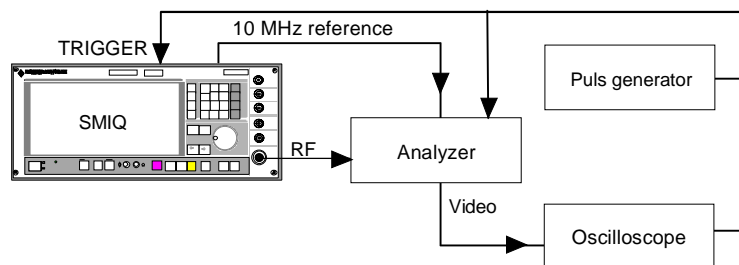 10 MHz reference
TRIGGER
Puls generator
SMIQ
Analyzer
RF
Video
Oscilloscope